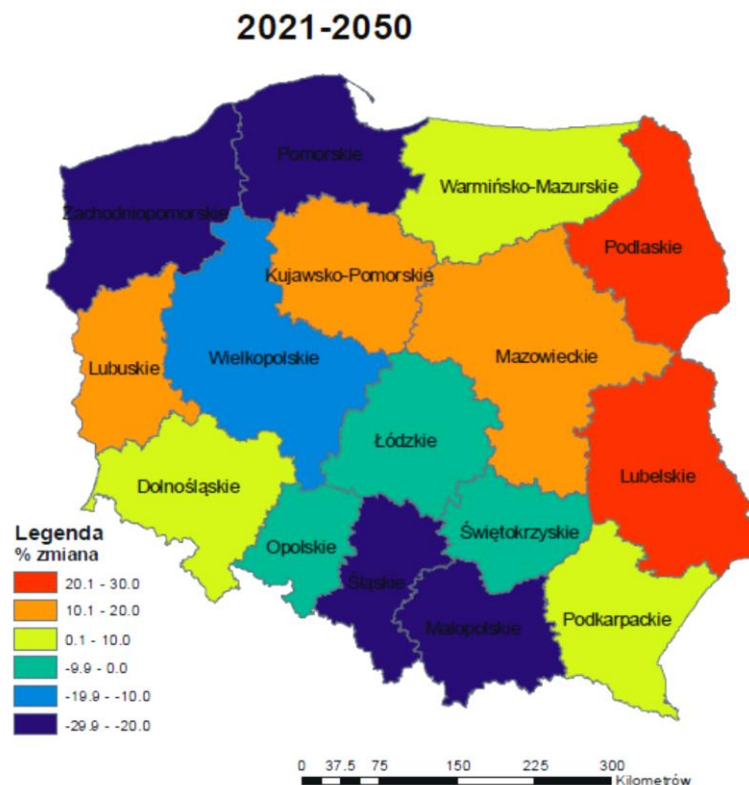 2021-2050
Pomorskie
Warmińsko-Mazurskie
Zachodniopomorskie
Podlaskie
Kujawsko-Pomorskie
Lubuskie
Wielkopolskie
Mazowieckie
Łódzkie
Lubelskie
Dolnośląskie
Opolskie
Świętokrzyskie
Śląskie
Małopolskie
Podkarpackie
Legenda
% zmiana
20.1 - 30.0
10.1 - 20.0
0.1 - 10.0
-9.9 - 0.0
-19.9 - -10.0
-29.9 - -20.0
0 37.5 75 150 225 300
Kilometrów